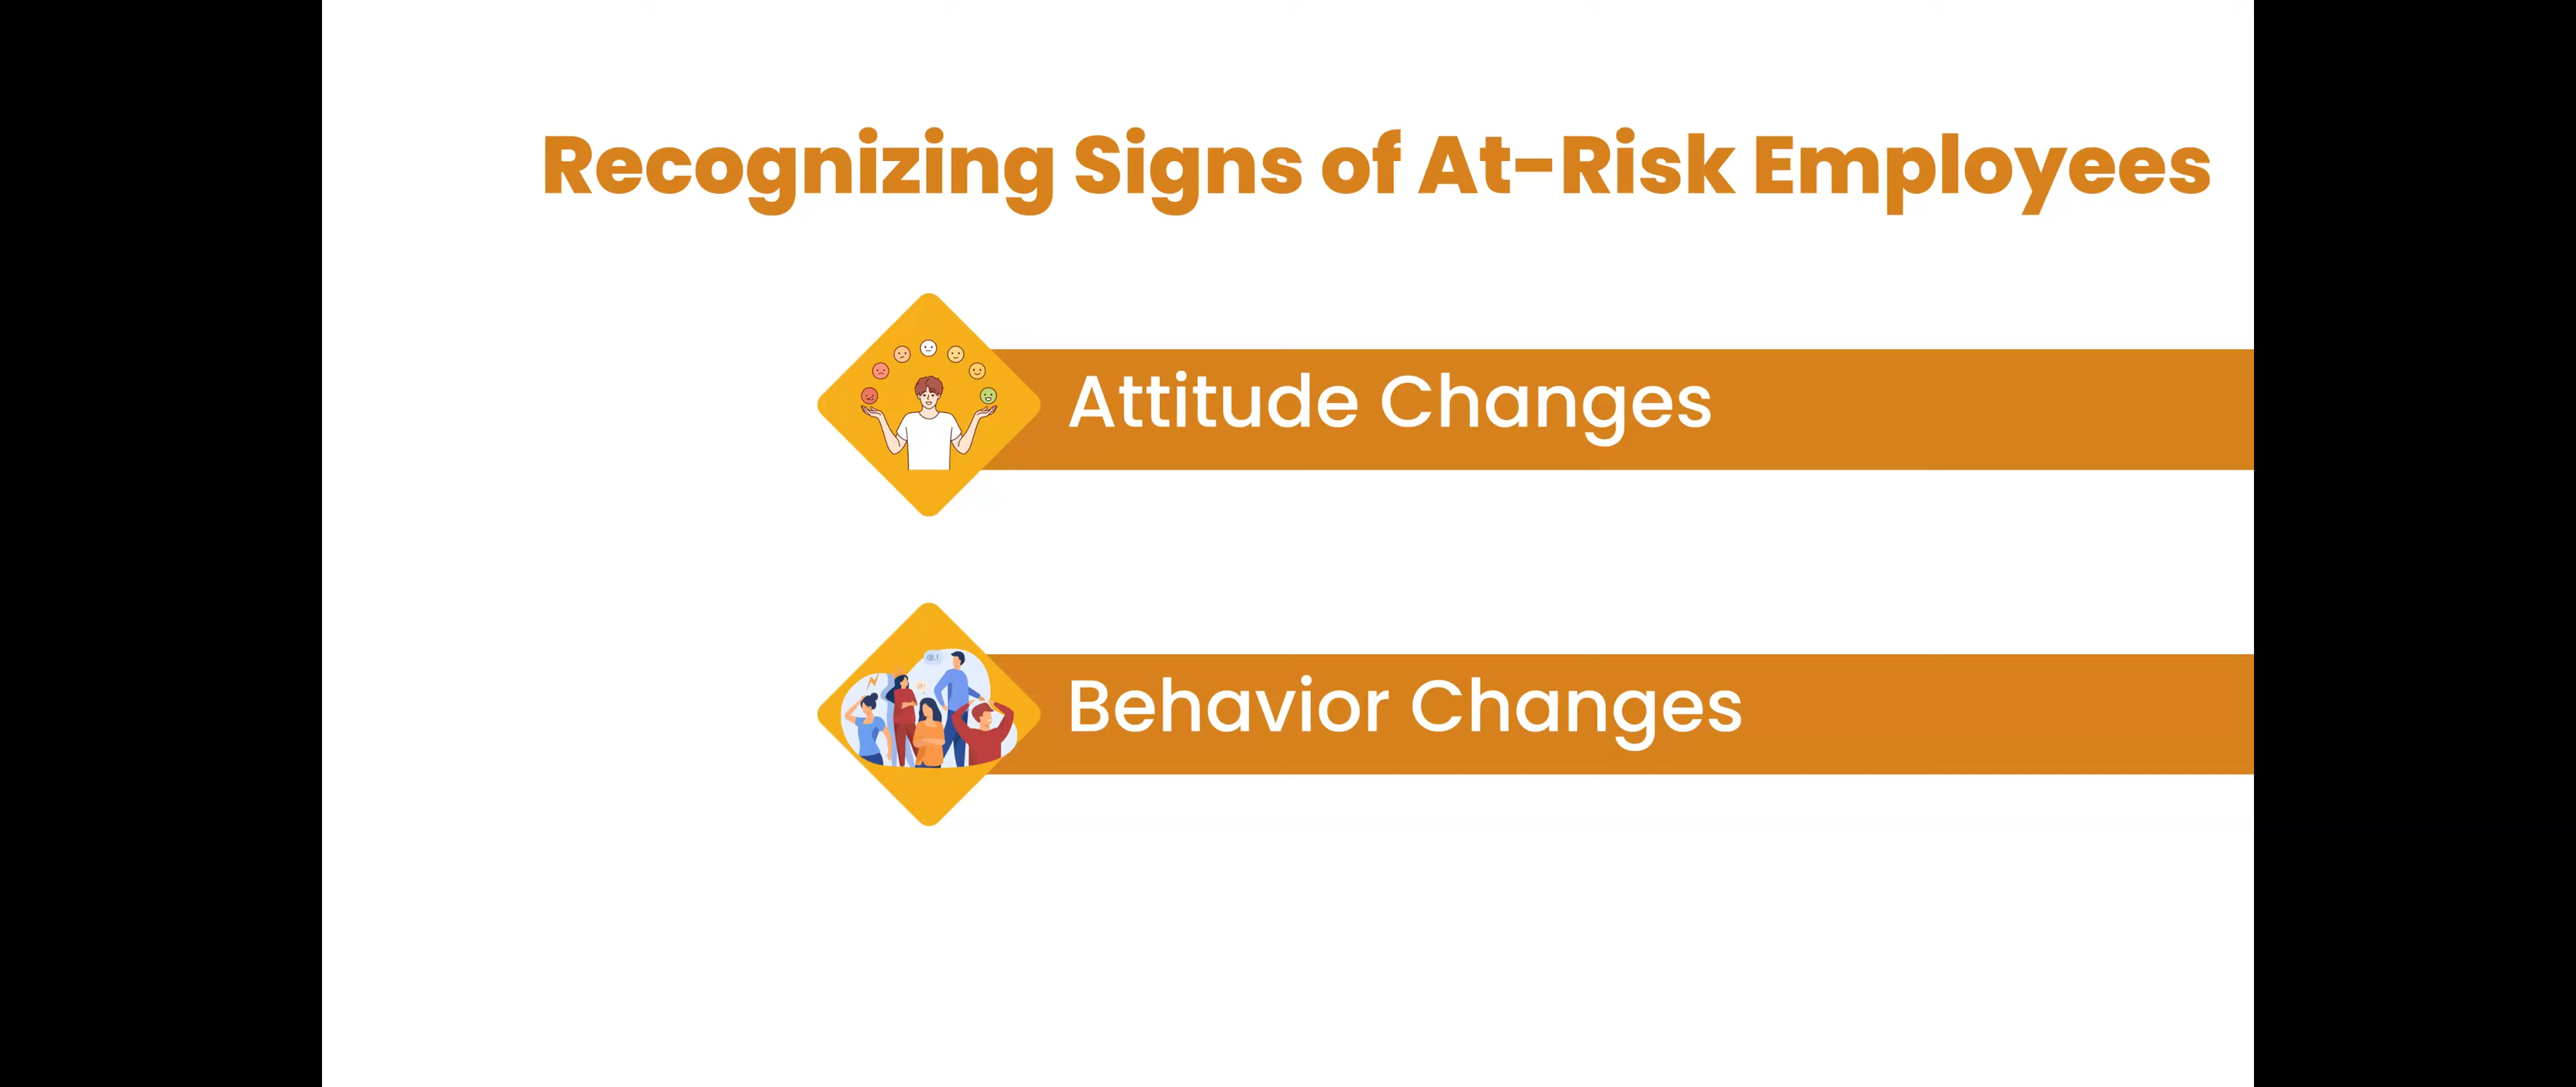 Recognizing Signs of At-Risk Employees
Attitude Changes
Behavior Changes